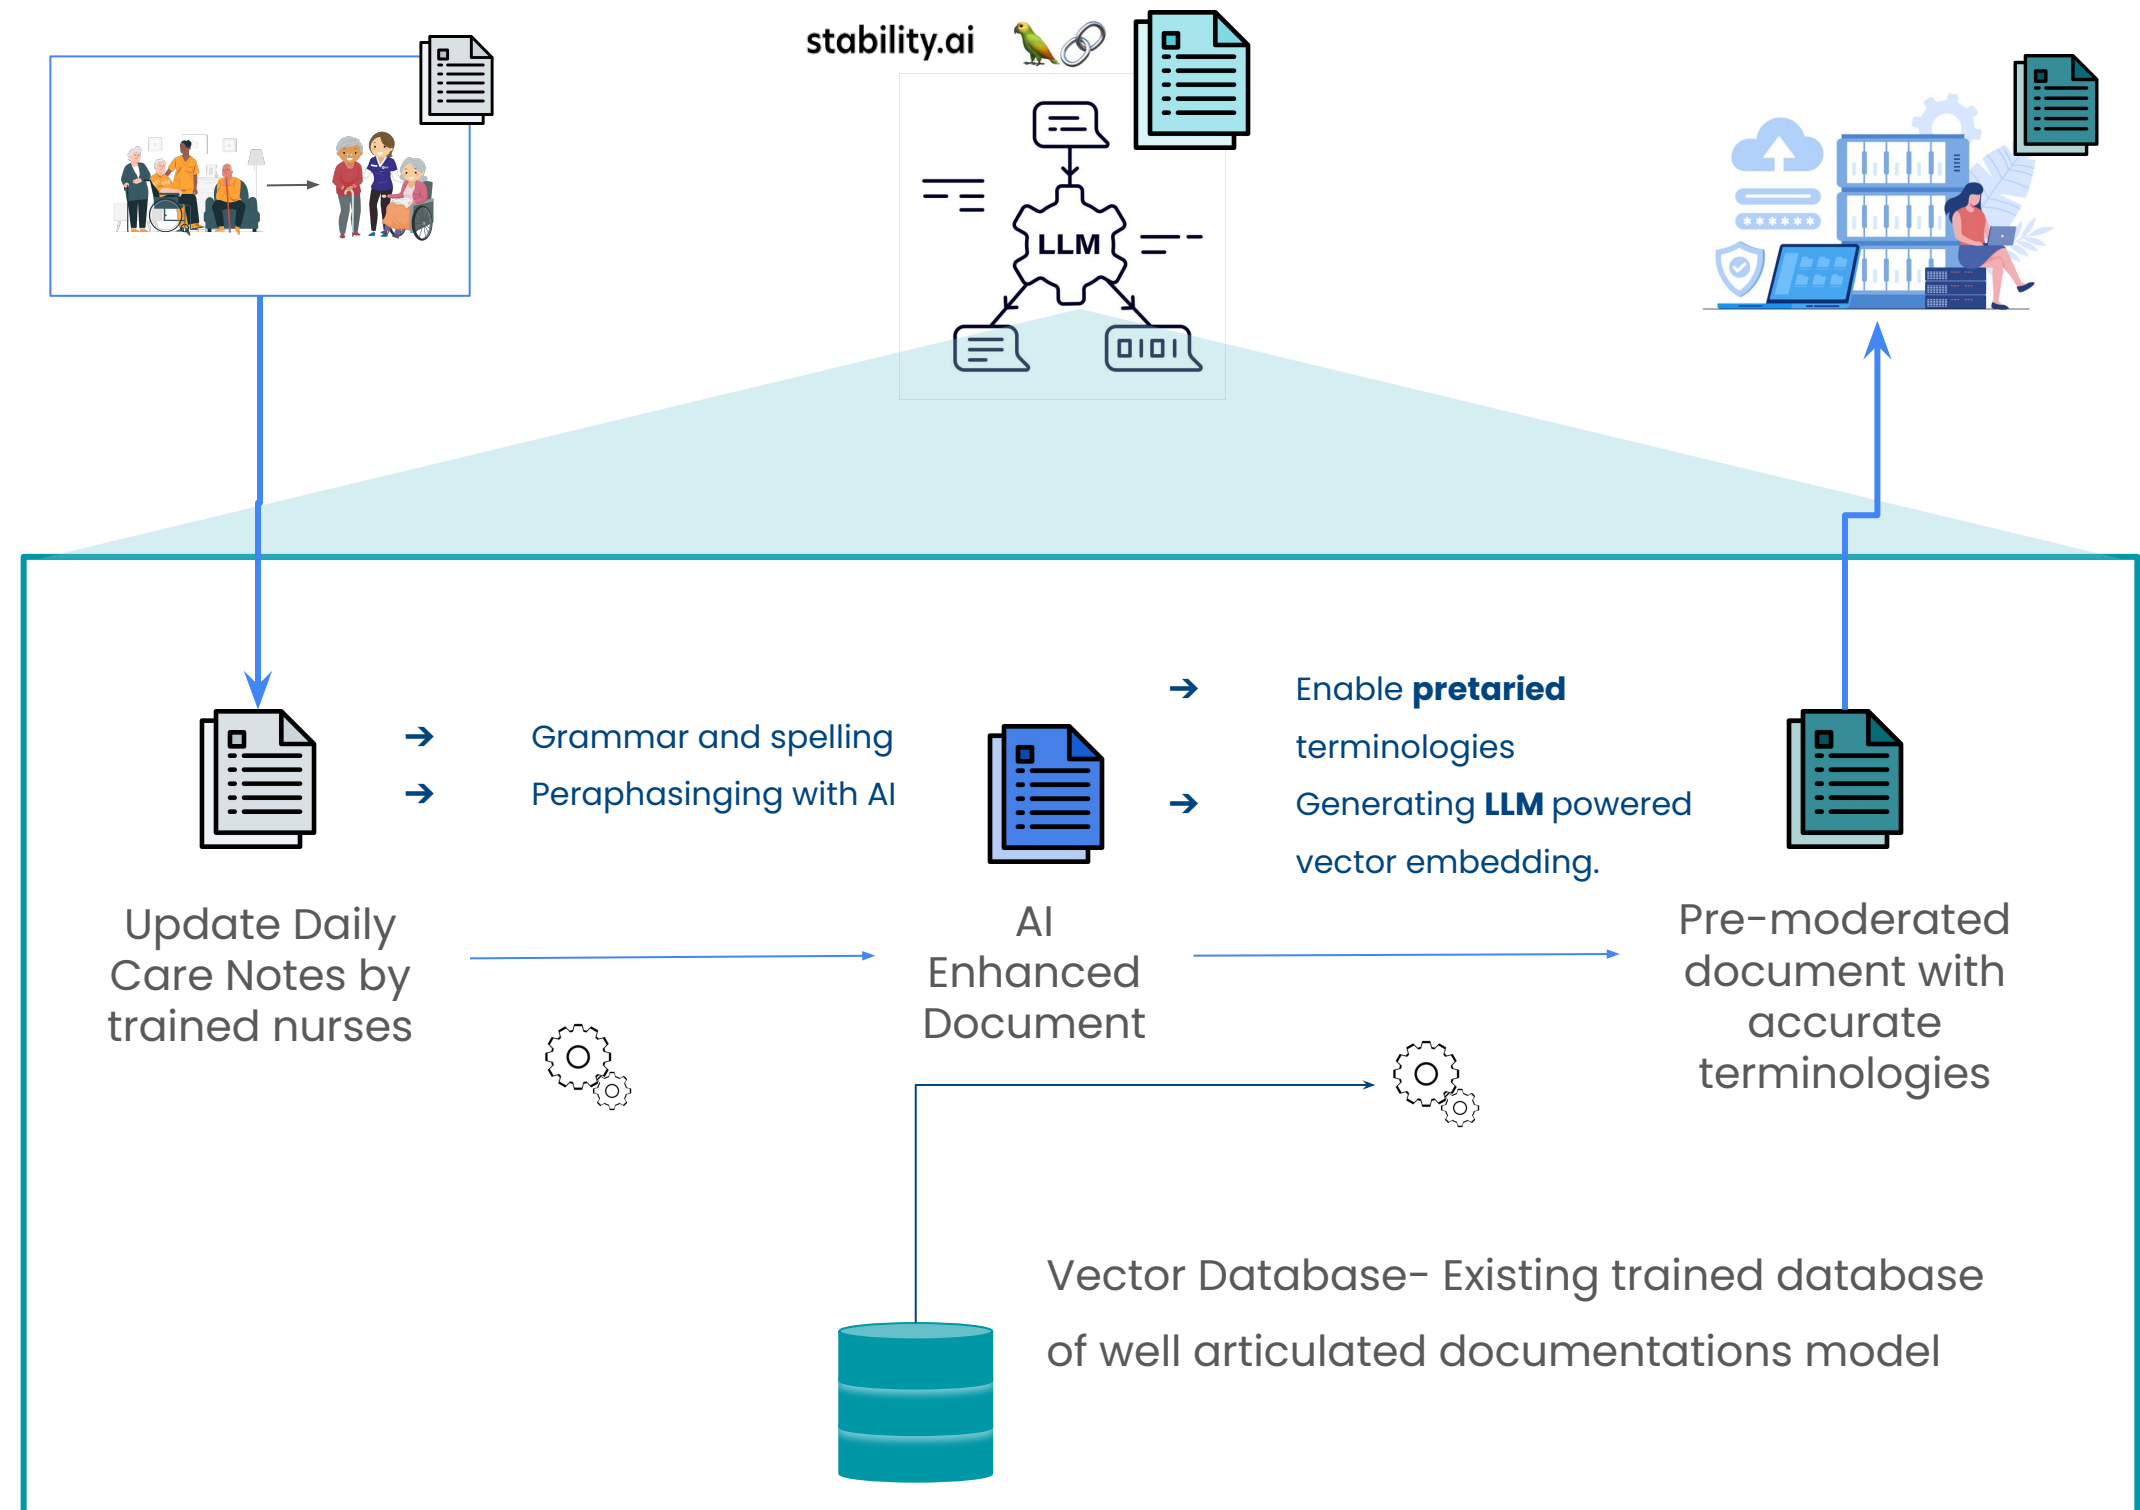 stability.ai
LLM
0101
Grammar and spelling
Peraphasinging with AI
Enable pretaried
terminologies
Generating LLM powered
vector embedding.
Update Daily
Care Notes by
trained nurses
AI
Enhanced
Document
Pre-moderated
document with
accurate
terminologies
Vector Database- Existing trained database
of well articulated documentations model